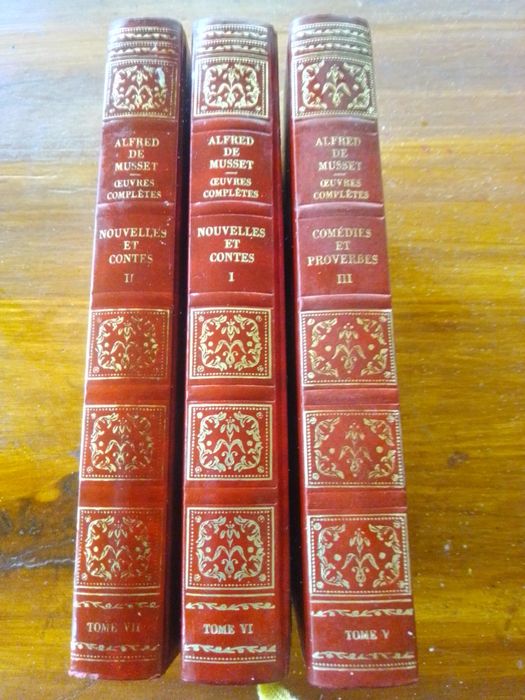 ALFRED
DE
MUSSET
ŒUVRES
COMPLÈTES
NOUVELLES
ET
CONTES
II
TOME VII
ALFRED
DE
MUSSET
ŒUVRES
COMPLÈTES
NOUVELLES
ET
CONTES
I
TOME VI
ALFRED
DE
MUSSET
ŒUVRES
COMPLÈTES
COMÉDIES
ET
PROVERBES
III
TOME V